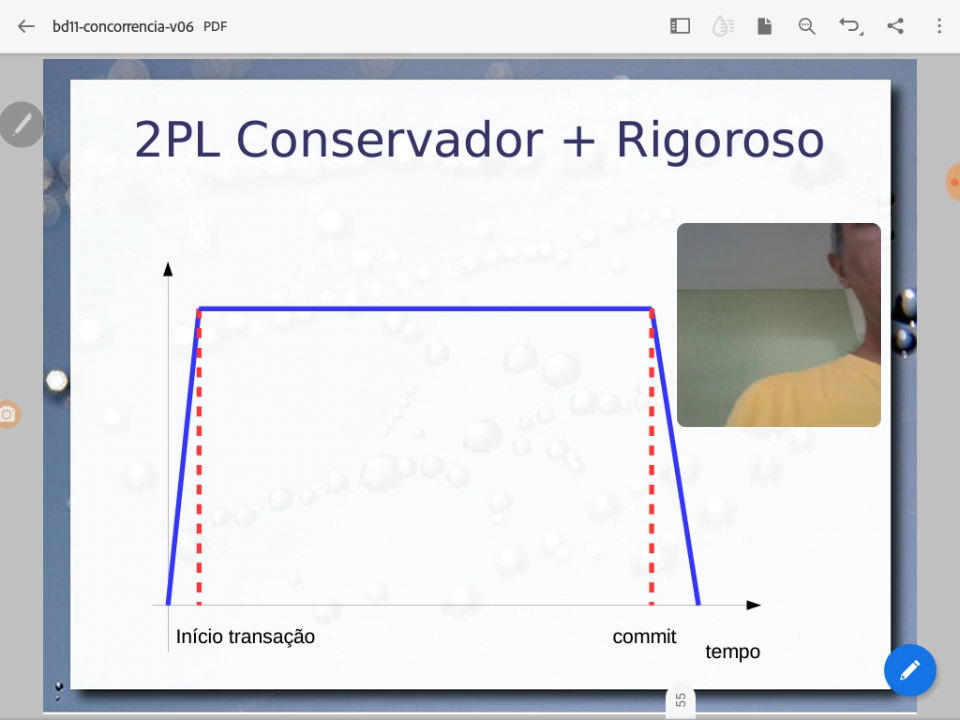 bd11-concorrencia-v06 PDF
2PL Conservador + Rigoroso
Início transação
commit
tempo
55